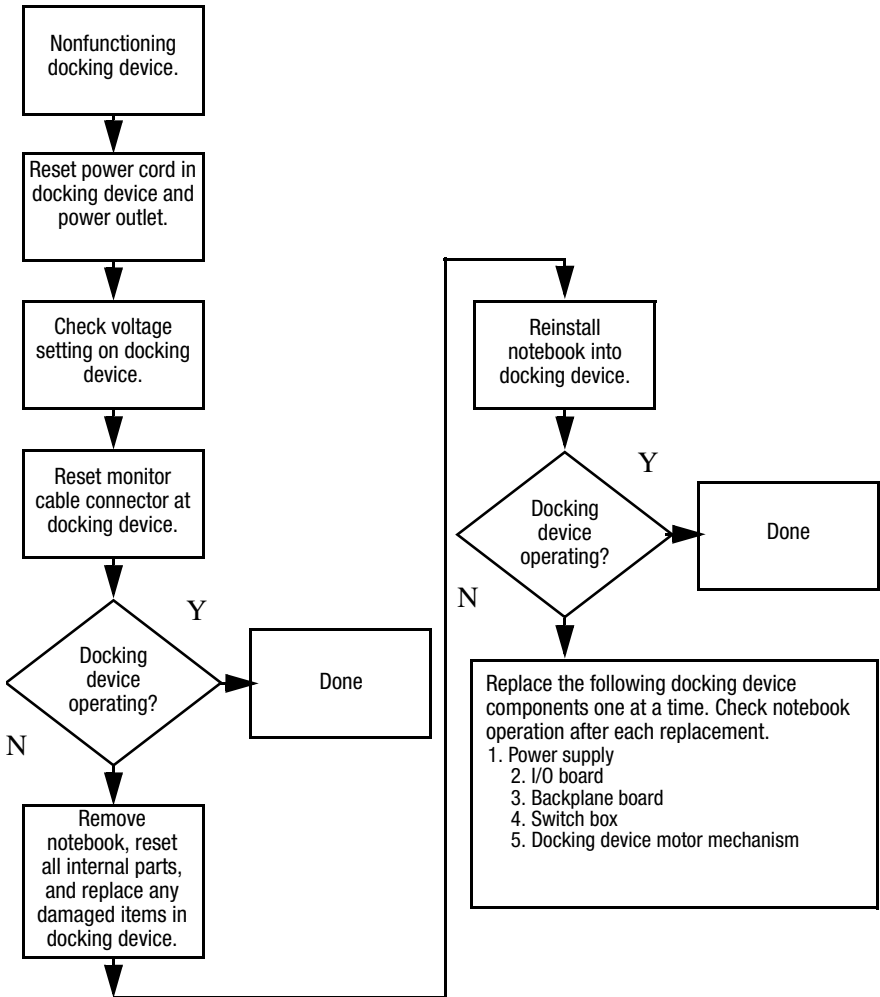 Nonfunctioning
docking device.
Reset power cord in
docking device and
power outlet.
Check voltage
setting on docking
device.
Reset monitor
cable connector at
docking device.
Docking
device
operating?
Y
N
Done
Remove
notebook, reset
all internal parts,
and replace any
damaged items in
docking device.
Reinstall
notebook into
docking device.
Docking
device
operating?
Y
N
Done
Replace the following docking device
components one at a time. Check notebook
operation after each replacement.
1. Power supply
2. I/O board
3. Backplane board
4. Switch box
5. Docking device motor mechanism